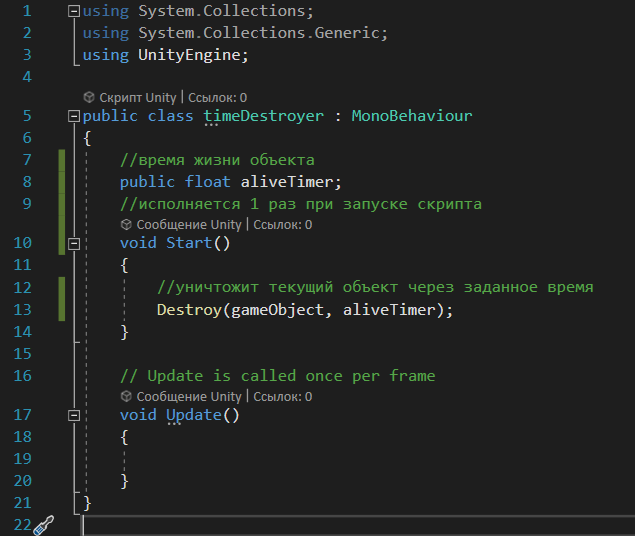 1 using System.Collections;
2 using System.Collections.Generic;
3 using UnityEngine;
4
Скрипт Unity | Ссылок: 0
5 public class timeDestroyer : MonoBehaviour
6 {
7 //время жизни объекта
8 public float aliveTimer;
9 //исполняется 1 раз при запуске скрипта
Сообщение Unity | Ссылок: 0
10 void Start()
11 {
12 //уничтожит текущий объект через заданное время
13 Destroy(gameObject, aliveTimer);
14 }
15
16 // Update is called once per frame
Сообщение Unity | Ссылок: 0
17 void Update()
18 {
19
20 }
21 }
22